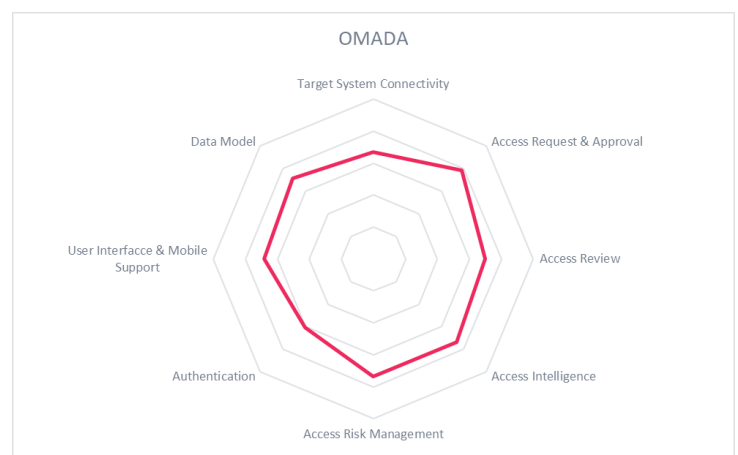 OMADA
Target System Connectivity
Data Model
Access Request & Approval
User Interfacce & Mobile
Support
Access Review
Authentication
Access Intelligence
Access Risk Management